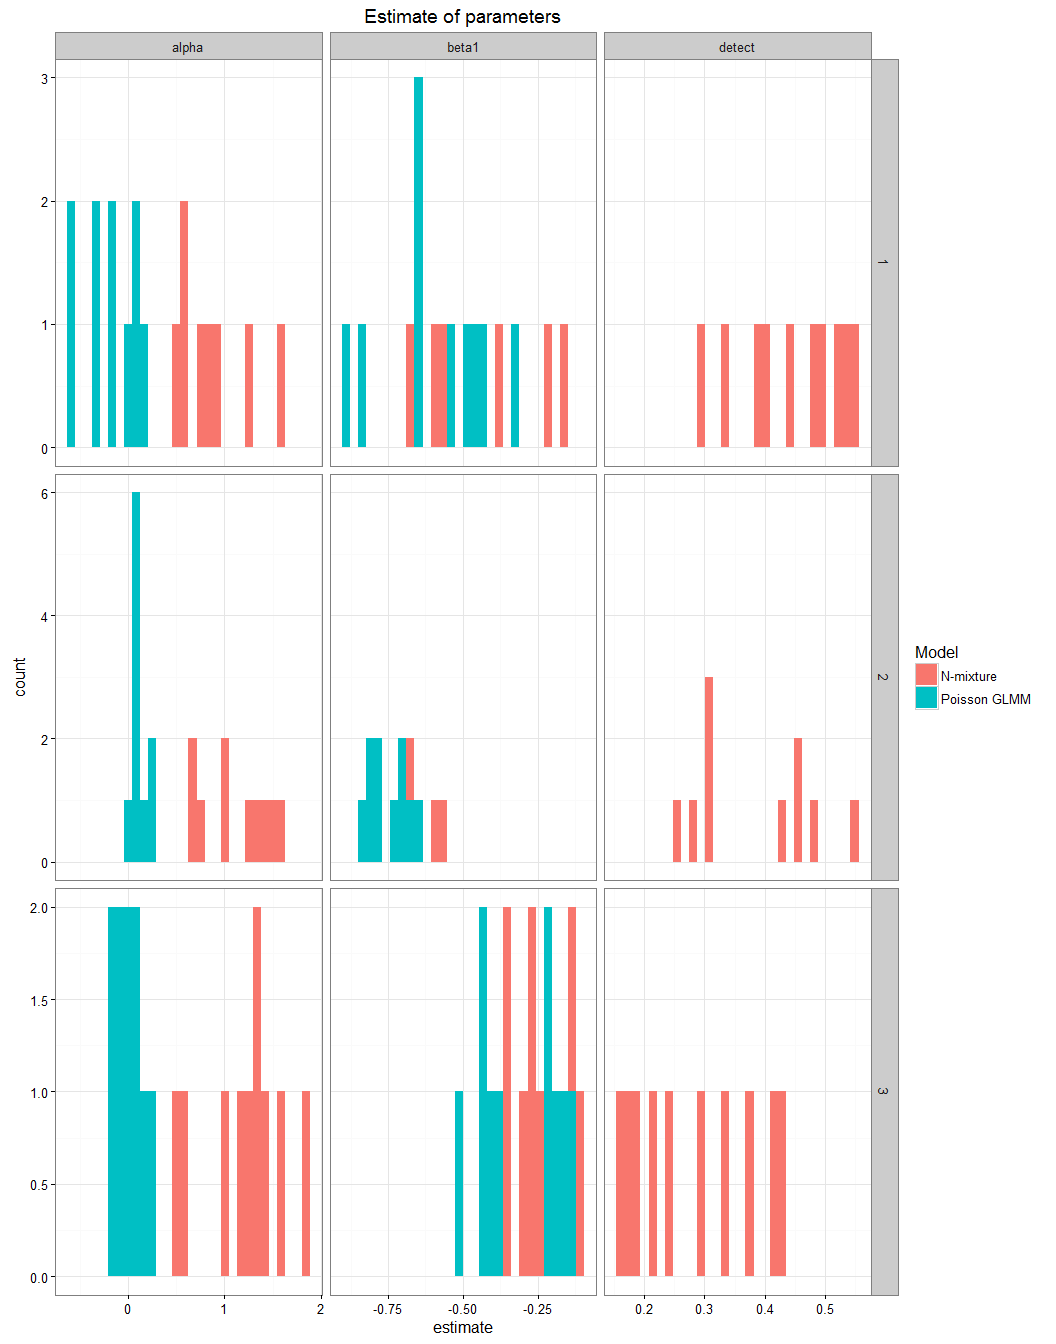 Estimate of parameters
alpha beta1 detect
3
2
1
0
1
6
4
2
0
2
2.0
1.5
1.0
0.5
0.0
3
count
0 1 2
-0.75 -0.50 -0.25
0.2 0.3 0.4 0.5
estimate
Model
N-mixture
Poisson GLMM